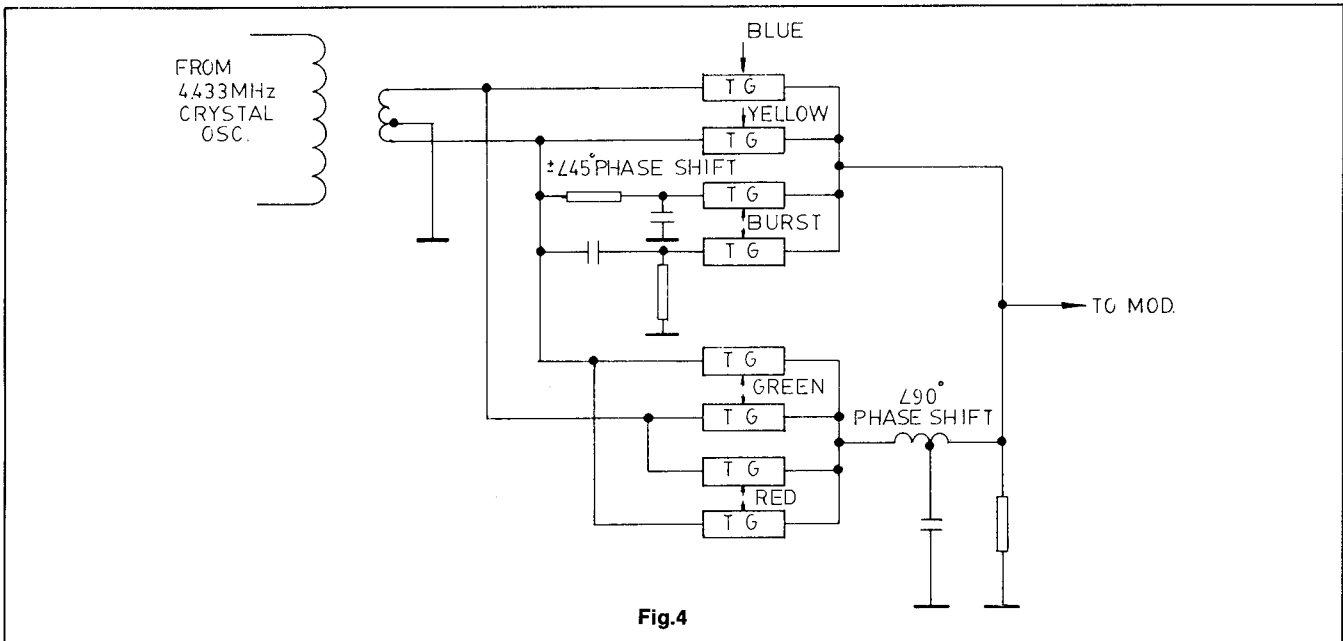 BLUE
FROM
4.433MHz
CRYSTAL
OSC.
T G
YELLOW
T G
±∠45° PHASE SHIFT
T G
BURST
T G
TO MOD.
T G
GREEN
T G
∠90°
PHASE SHIFT
T G
RED
T G
Fig.4